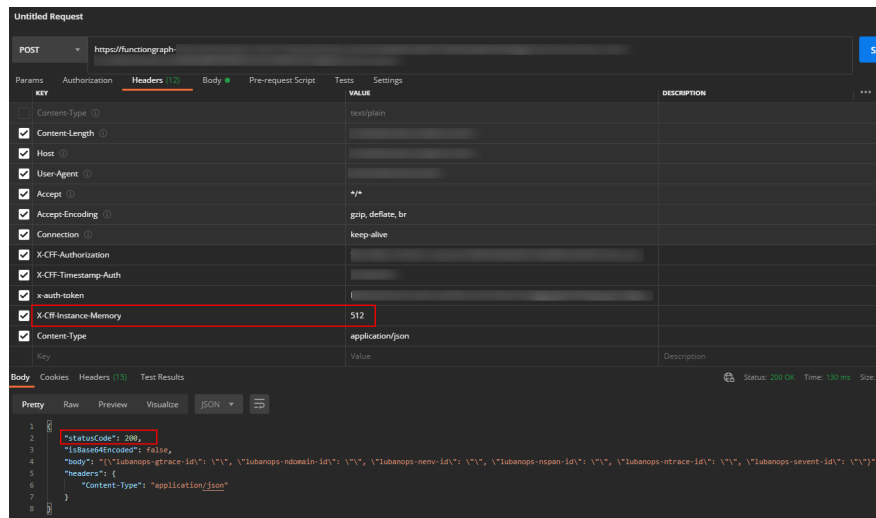 Untitled Request
POST https://functiongraph-
Params Authorization Headers (12) Body Pre-request Script Tests Settings
KEY VALUE DESCRIPTION
Content-Type text/plain
Content-Length
Host
User-Agent
Accept */*
Accept-Encoding gzip, deflate, br
Connection keep-alive
X-CFF-Authorization
X-CFF-Timestamp-Auth
x-auth-token
X-Cff-Instance-Memory 512
Content-Type application/json
Key Value Description
Body Cookies Headers (15) Test Results Status: 200 OK Time: 130 ms Size:
Pretty Raw Preview Visualize JSON
1 {
2 "statusCode": 200,
3 "isBase64Encoded": false,
4 "body": "{\"lubanops-gtrace-id\": \"\", \"lubanops-ndomain-id\": \"\", \"lubanops-nenv-id\": \"\", \"lubanops-nspan-id\": \"\", \"lubanops-ntrace-id\": \"\", \"lubanops-sevent-id\": \"\"}"
5 "headers": {
6 "Content-Type": "application/json"
7 }
8 }